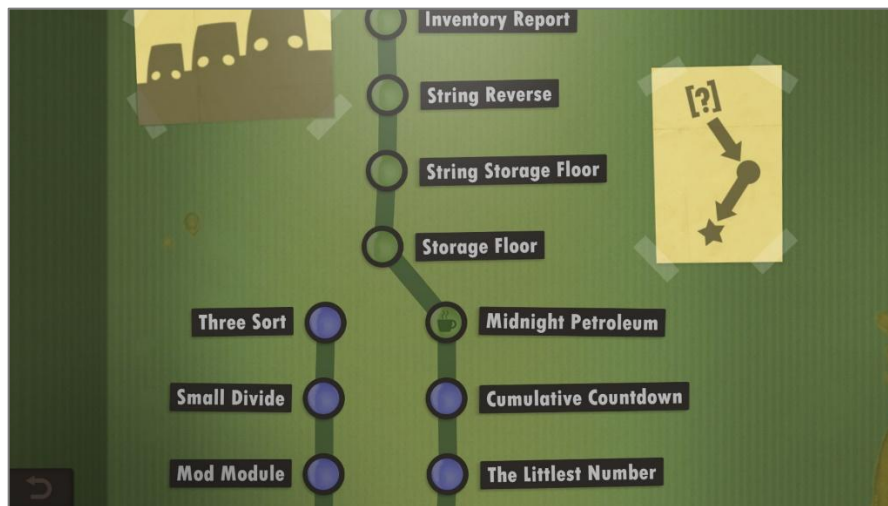 Inventory Report
String Reverse
String Storage Floor
Storage Floor
Three Sort
Midnight Petroleum
Small Divide
Cumulative Countdown
Mod Module
The Littlest Number
[?]